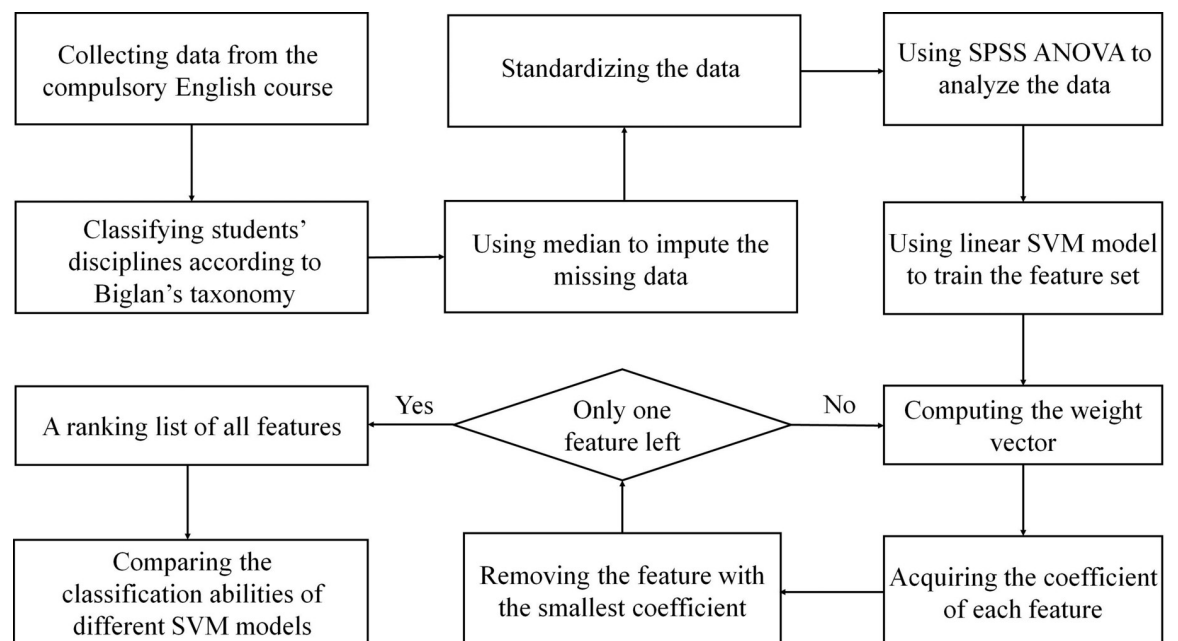 Collecting data from the
compulsory English course
Classifying students’
disciplines according to
Biglan’s taxonomy
Using median to impute the
missing data
Standardizing the data
Using SPSS ANOVA to
analyze the data
Using linear SVM model
to train the feature set
Computing the weight
vector
Acquiring the coefficient
of each feature
Removing the feature with
the smallest coefficient
Only one
feature left
No
Yes
A ranking list of all features
Comparing the
classification abilities of
different SVM models